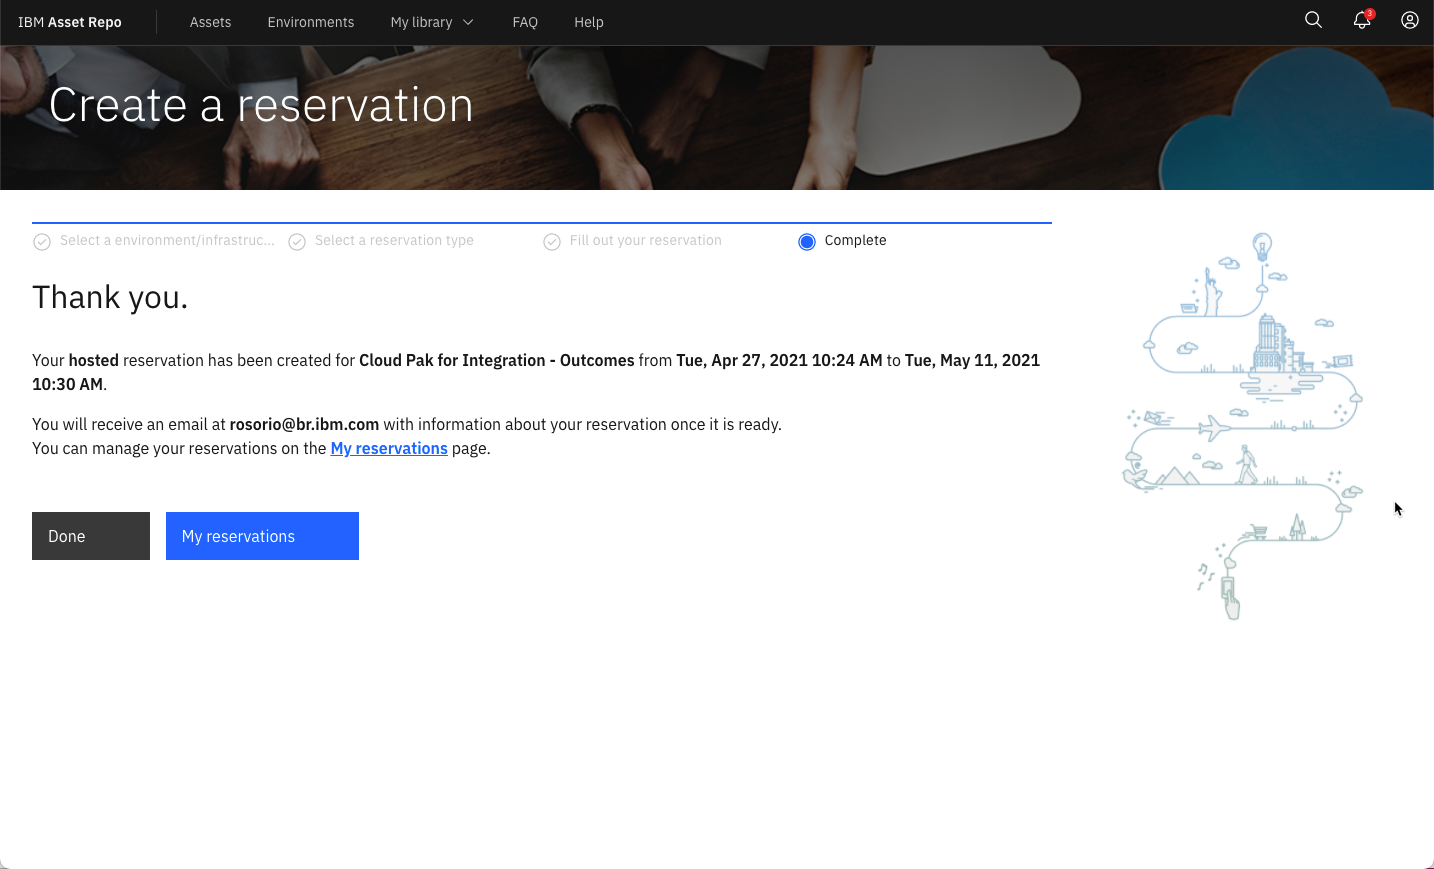 IBM Asset Repo Assets Environments My library FAQ Help 3
Create a reservation
Select a environment/infrastruc... Select a reservation type Fill out your reservation Complete
Thank you.
Your hosted reservation has been created for Cloud Pak for Integration - Outcomes from Tue, Apr 27, 2021 10:24 AM to Tue, May 11, 2021
10:30 AM.
You will receive an email at rosorio@br.ibm.com with information about your reservation once it is ready.
You can manage your reservations on the My reservations page.
Done My reservations